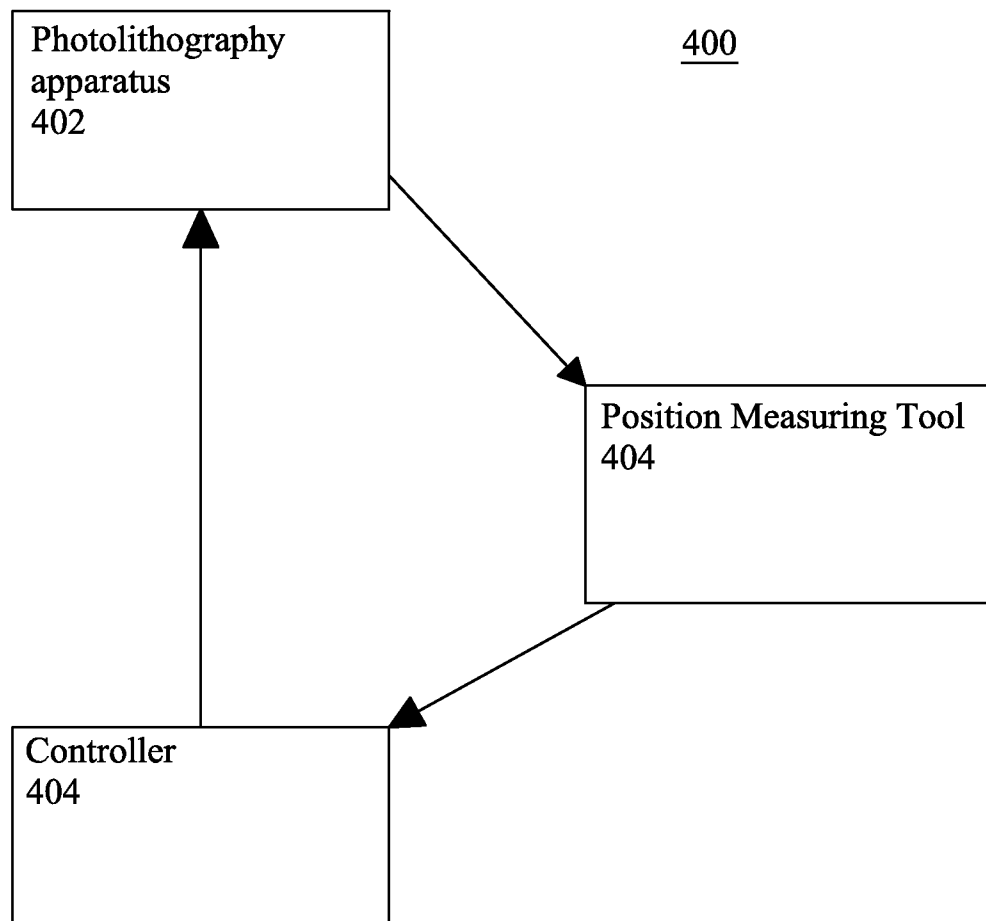 Photolithography
apparatus
402
400
Position Measuring Tool
404
Controller
404